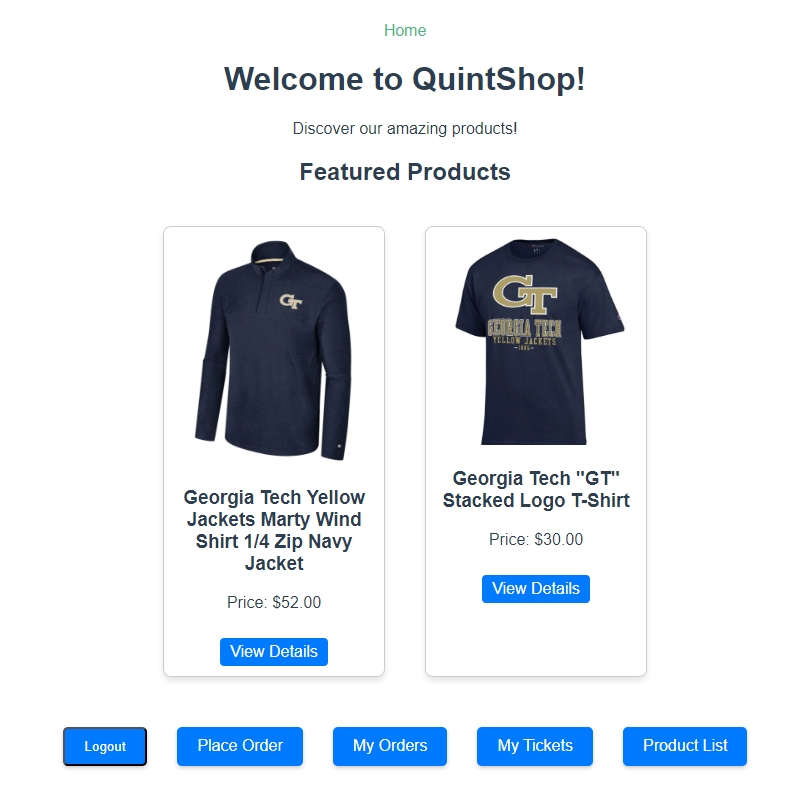 Home
Welcome to QuintShop!
Discover our amazing products!
Featured Products
GT
GT
GEORGIA TECH
YELLOW JACKETS
-1885-
Georgia Tech Yellow
Jackets Marty Wind
Shirt 1/4 Zip Navy
Jacket
Price: $52.00
View Details
Georgia Tech "GT"
Stacked Logo T-Shirt
Price: $30.00
View Details
Logout
Place Order
My Orders
My Tickets
Product List